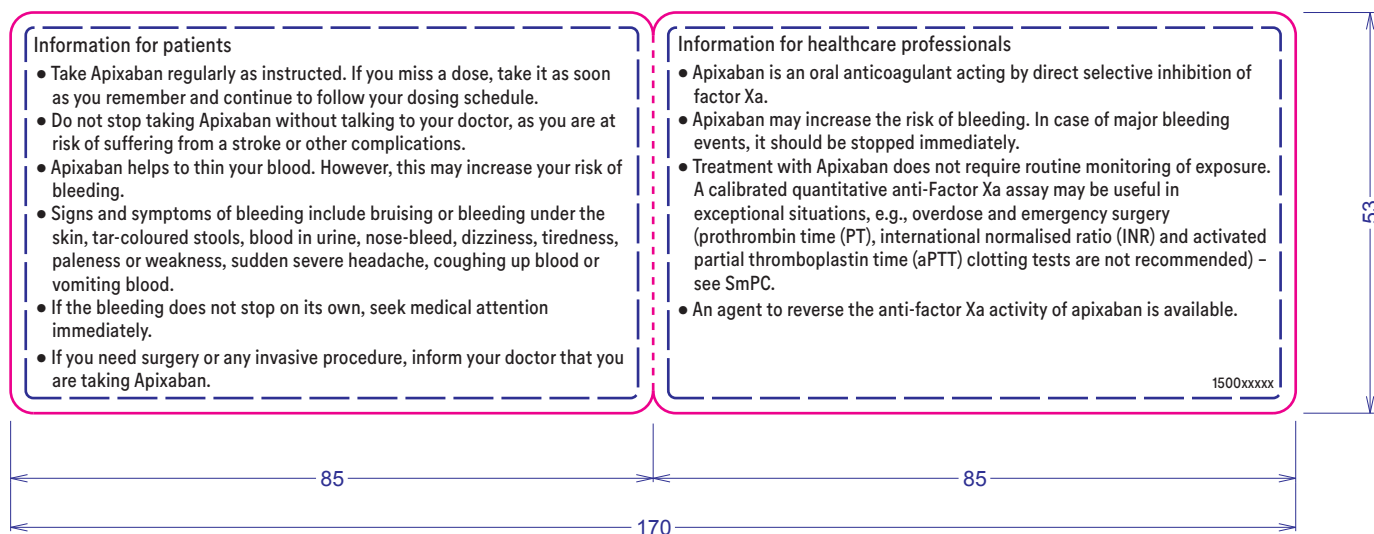 Information for patients
● Take Apixaban regularly as instructed. If you miss a dose, take it as soon
as you remember and continue to follow your dosing schedule.
● Do not stop taking Apixaban without talking to your doctor, as you are at
risk of suffering from a stroke or other complications.
● Apixaban helps to thin your blood. However, this may increase your risk of
bleeding.
● Signs and symptoms of bleeding include bruising or bleeding under the
skin, tar-coloured stools, blood in urine, nose-bleed, dizziness, tiredness,
paleness or weakness, sudden severe headache, coughing up blood or
vomiting blood.
● If the bleeding does not stop on its own, seek medical attention
immediately.
● If you need surgery or any invasive procedure, inform your doctor that you
are taking Apixaban.
Information for healthcare professionals
● Apixaban is an oral anticoagulant acting by direct selective inhibition of
factor Xa.
● Apixaban may increase the risk of bleeding. In case of major bleeding
events, it should be stopped immediately.
● Treatment with Apixaban does not require routine monitoring of exposure.
A calibrated quantitative anti-Factor Xa assay may be useful in
exceptional situations, e.g., overdose and emergency surgery
(prothrombin time (PT), international normalised ratio (INR) and activated
partial thromboplastin time (aPTT) clotting tests are not recommended) –
see SmPC.
● An agent to reverse the anti-factor Xa activity of apixaban is available.
1500xxxxx
53
85
85
170